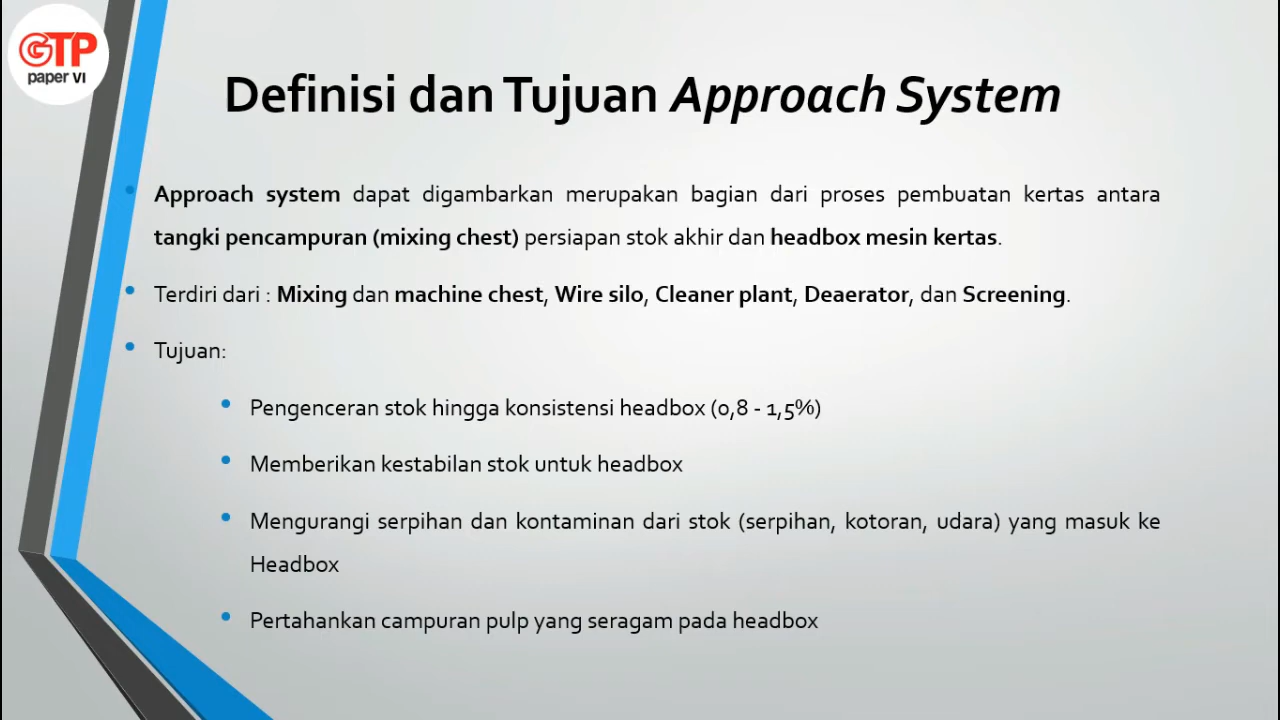 GTP
paper VI
Definisi dan Tujuan Approach System
Approach system dapat digambarkan merupakan bagian dari proses pembuatan kertas antara
tangki pencampuran (mixing chest) persiapan stok akhir dan headbox mesin kertas.
Terdiri dari : Mixing dan machine chest, Wire silo, Cleaner plant, Deaerator, dan Screening.
Tujuan:
Pengenceran stok hingga konsistensi headbox (0,8 - 1,5%)
Memberikan kestabilan stok untuk headbox
Mengurangi serpihan dan kontaminan dari stok (serpihan, kotoran, udara) yang masuk ke
Headbox
Pertahankan campuran pulp yang seragam pada headbox